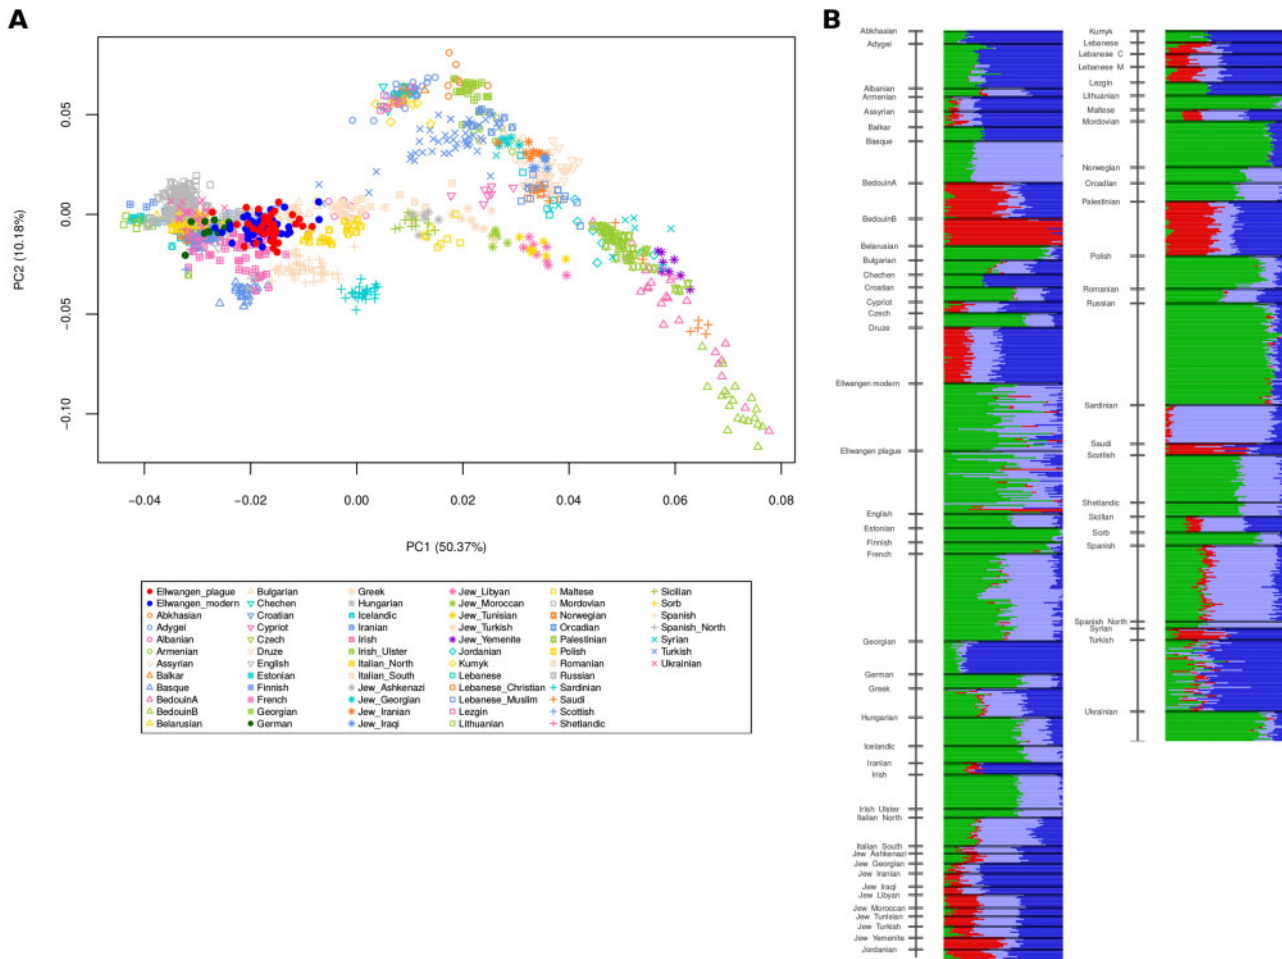 A
B
PC2 (10.18%)
0.05
0.00
−0.05
−0.10
−0.04
−0.02
0.00
0.02
0.04
0.06
0.08
PC1 (50.37%)
Ellwangen_plague
Ellwangen_modern
Abkhasian
Adygei
Albanian
Armenian
Assyrian
Balkar
Basque
BedouinA
BedouinB
Belarusian
Bulgarian
Chechen
Croatian
Cypriot
Czech
Druze
English
Estonian
Finnish
French
Georgian
German
Greek
Hungarian
Icelandic
Iranian
Irish
Irish_Ulster
Italian_North
Italian_South
Jew_Ashkenazi
Jew_Georgian
Jew_Iranian
Jew_Iraqi
Jew_Libyan
Jew_Moroccan
Jew_Tunisian
Jew_Turkish
Jew_Yemenite
Jordanian
Kumyk
Lebanese
Lebanese_Christian
Lebanese_Muslim
Lezgin
Lithuanian
Maltese
Mordovian
Norwegian
Orcadian
Palestinian
Polish
Romanian
Russian
Sardinian
Saudi
Scottish
Shetlandic
Sicilian
Sorb
Spanish
Spanish_North
Syrian
Turkish
Ukrainian
Abkhasian
Adygei
Albanian
Armenian
Assyrian
Balkar
Basque
BedouinA
BedouinB
Belarusian
Bulgarian
Chechen
Croatian
Cypriot
Czech
Druze
Ellwangen modern
Ellwangen plague
English
Estonian
Finnish
French
Georgian
German
Greek
Hungarian
Icelandic
Iranian
Irish
Irish Ulster
Italian North
Italian South
Jew Ashkenazi
Jew Georgian
Jew Iranian
Jew Iraqi
Jew Libyan
Jew Moroccan
Jew Tunisian
Jew Turkish
Jew Yemenite
Jordanian
Kumyk
Lebanese
Lebanese C
Lebanese M
Lezgin
Lithuanian
Maltese
Mordovian
Norwegian
Orcadian
Palestinian
Polish
Romanian
Russian
Sardinian
Saudi
Scottish
Shetlandic
Sicilian
Sorb
Spanish
Spanish North
Syrian
Turkish
Ukrainian